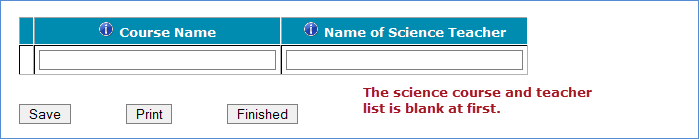 Course Name Name of Science Teacher
The science course and teacher
list is blank at first.
Save Print Finished